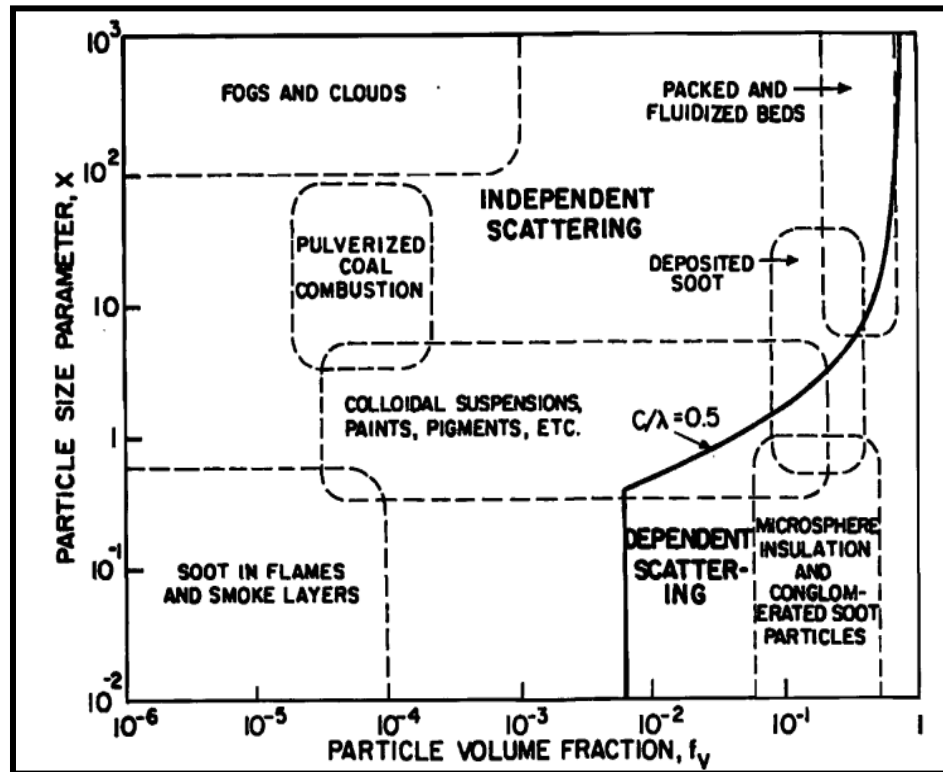 10³
FOGS AND CLOUDS
PACKED AND
FLUIDIZED BEDS
10²
INDEPENDENT
SCATTERING
PULVERIZED
COAL
COMBUSTION
DEPOSITED
SOOT
10
COLLOIDAL SUSPENSIONS,
PAINTS, PIGMENTS, ETC.
C/λ=0.5
1
PARTICLE SIZE PARAMETER, X
DEPENDENT
SCATTER-
ING
MICROSPHERE
INSULATION
AND
CONGLOM-
ERATED SOOT
PARTICLES
10⁻¹
SOOT IN FLAMES
AND SMOKE LAYERS
10⁻²
10⁻⁶ 10⁻⁵ 10⁻⁴ 10⁻³ 10⁻² 10⁻¹ 1
PARTICLE VOLUME FRACTION, fᵥ